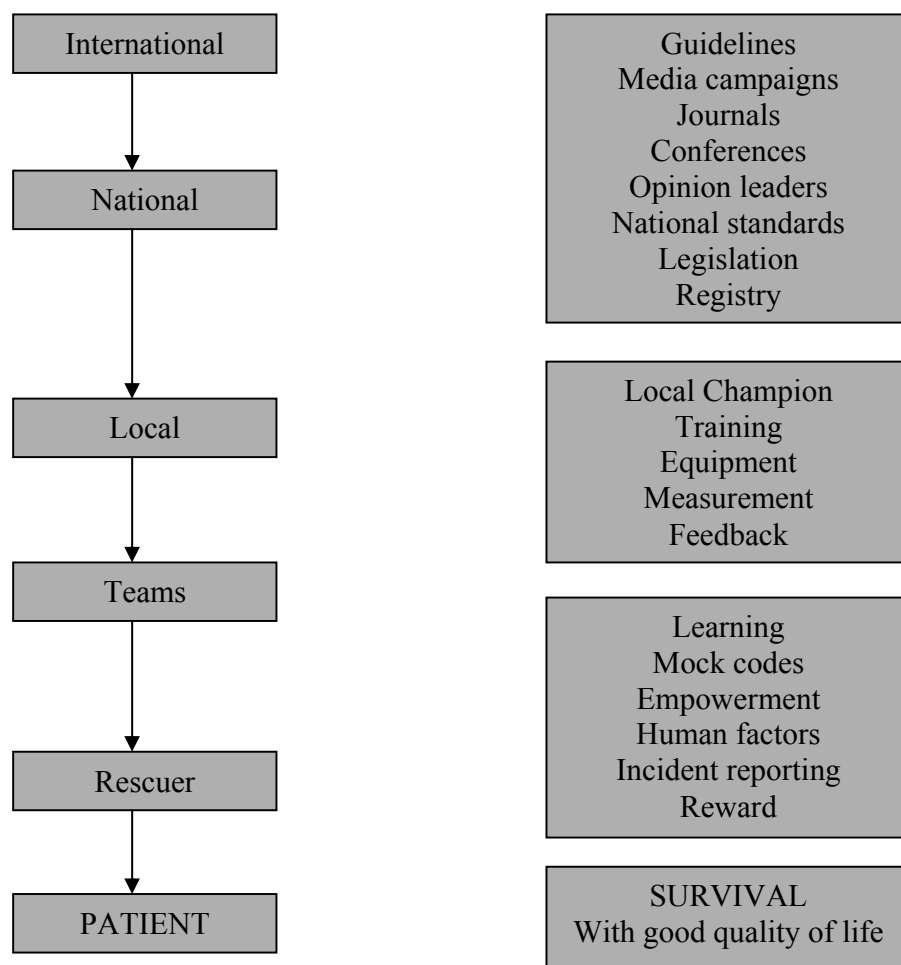 International
National
Local
Teams
Rescuer
PATIENT
Guidelines
Media campaigns
Journals
Conferences
Opinion leaders
National standards
Legislation
Registry
Local Champion
Training
Equipment
Measurement
Feedback
Learning
Mock codes
Empowerment
Human factors
Incident reporting
Reward
SURVIVAL
With good quality of life